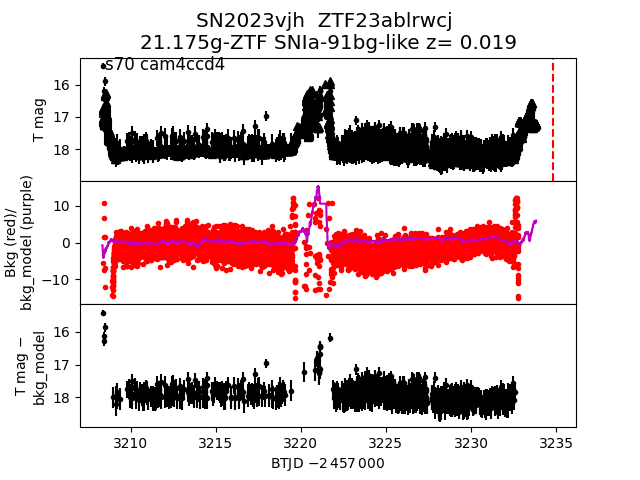 SN2023vjh ZTF23ablrwcj
21.175g-ZTF SNIa-91bg-like z= 0.019
s70 cam4ccd4
T mag
16
17
18
Bkg (red)/
bkg_model (purple)
10
0
−10
T mag −
bkg_model
16
17
18
3210 3215 3220 3225 3230 3235
BTJD −2 457 000